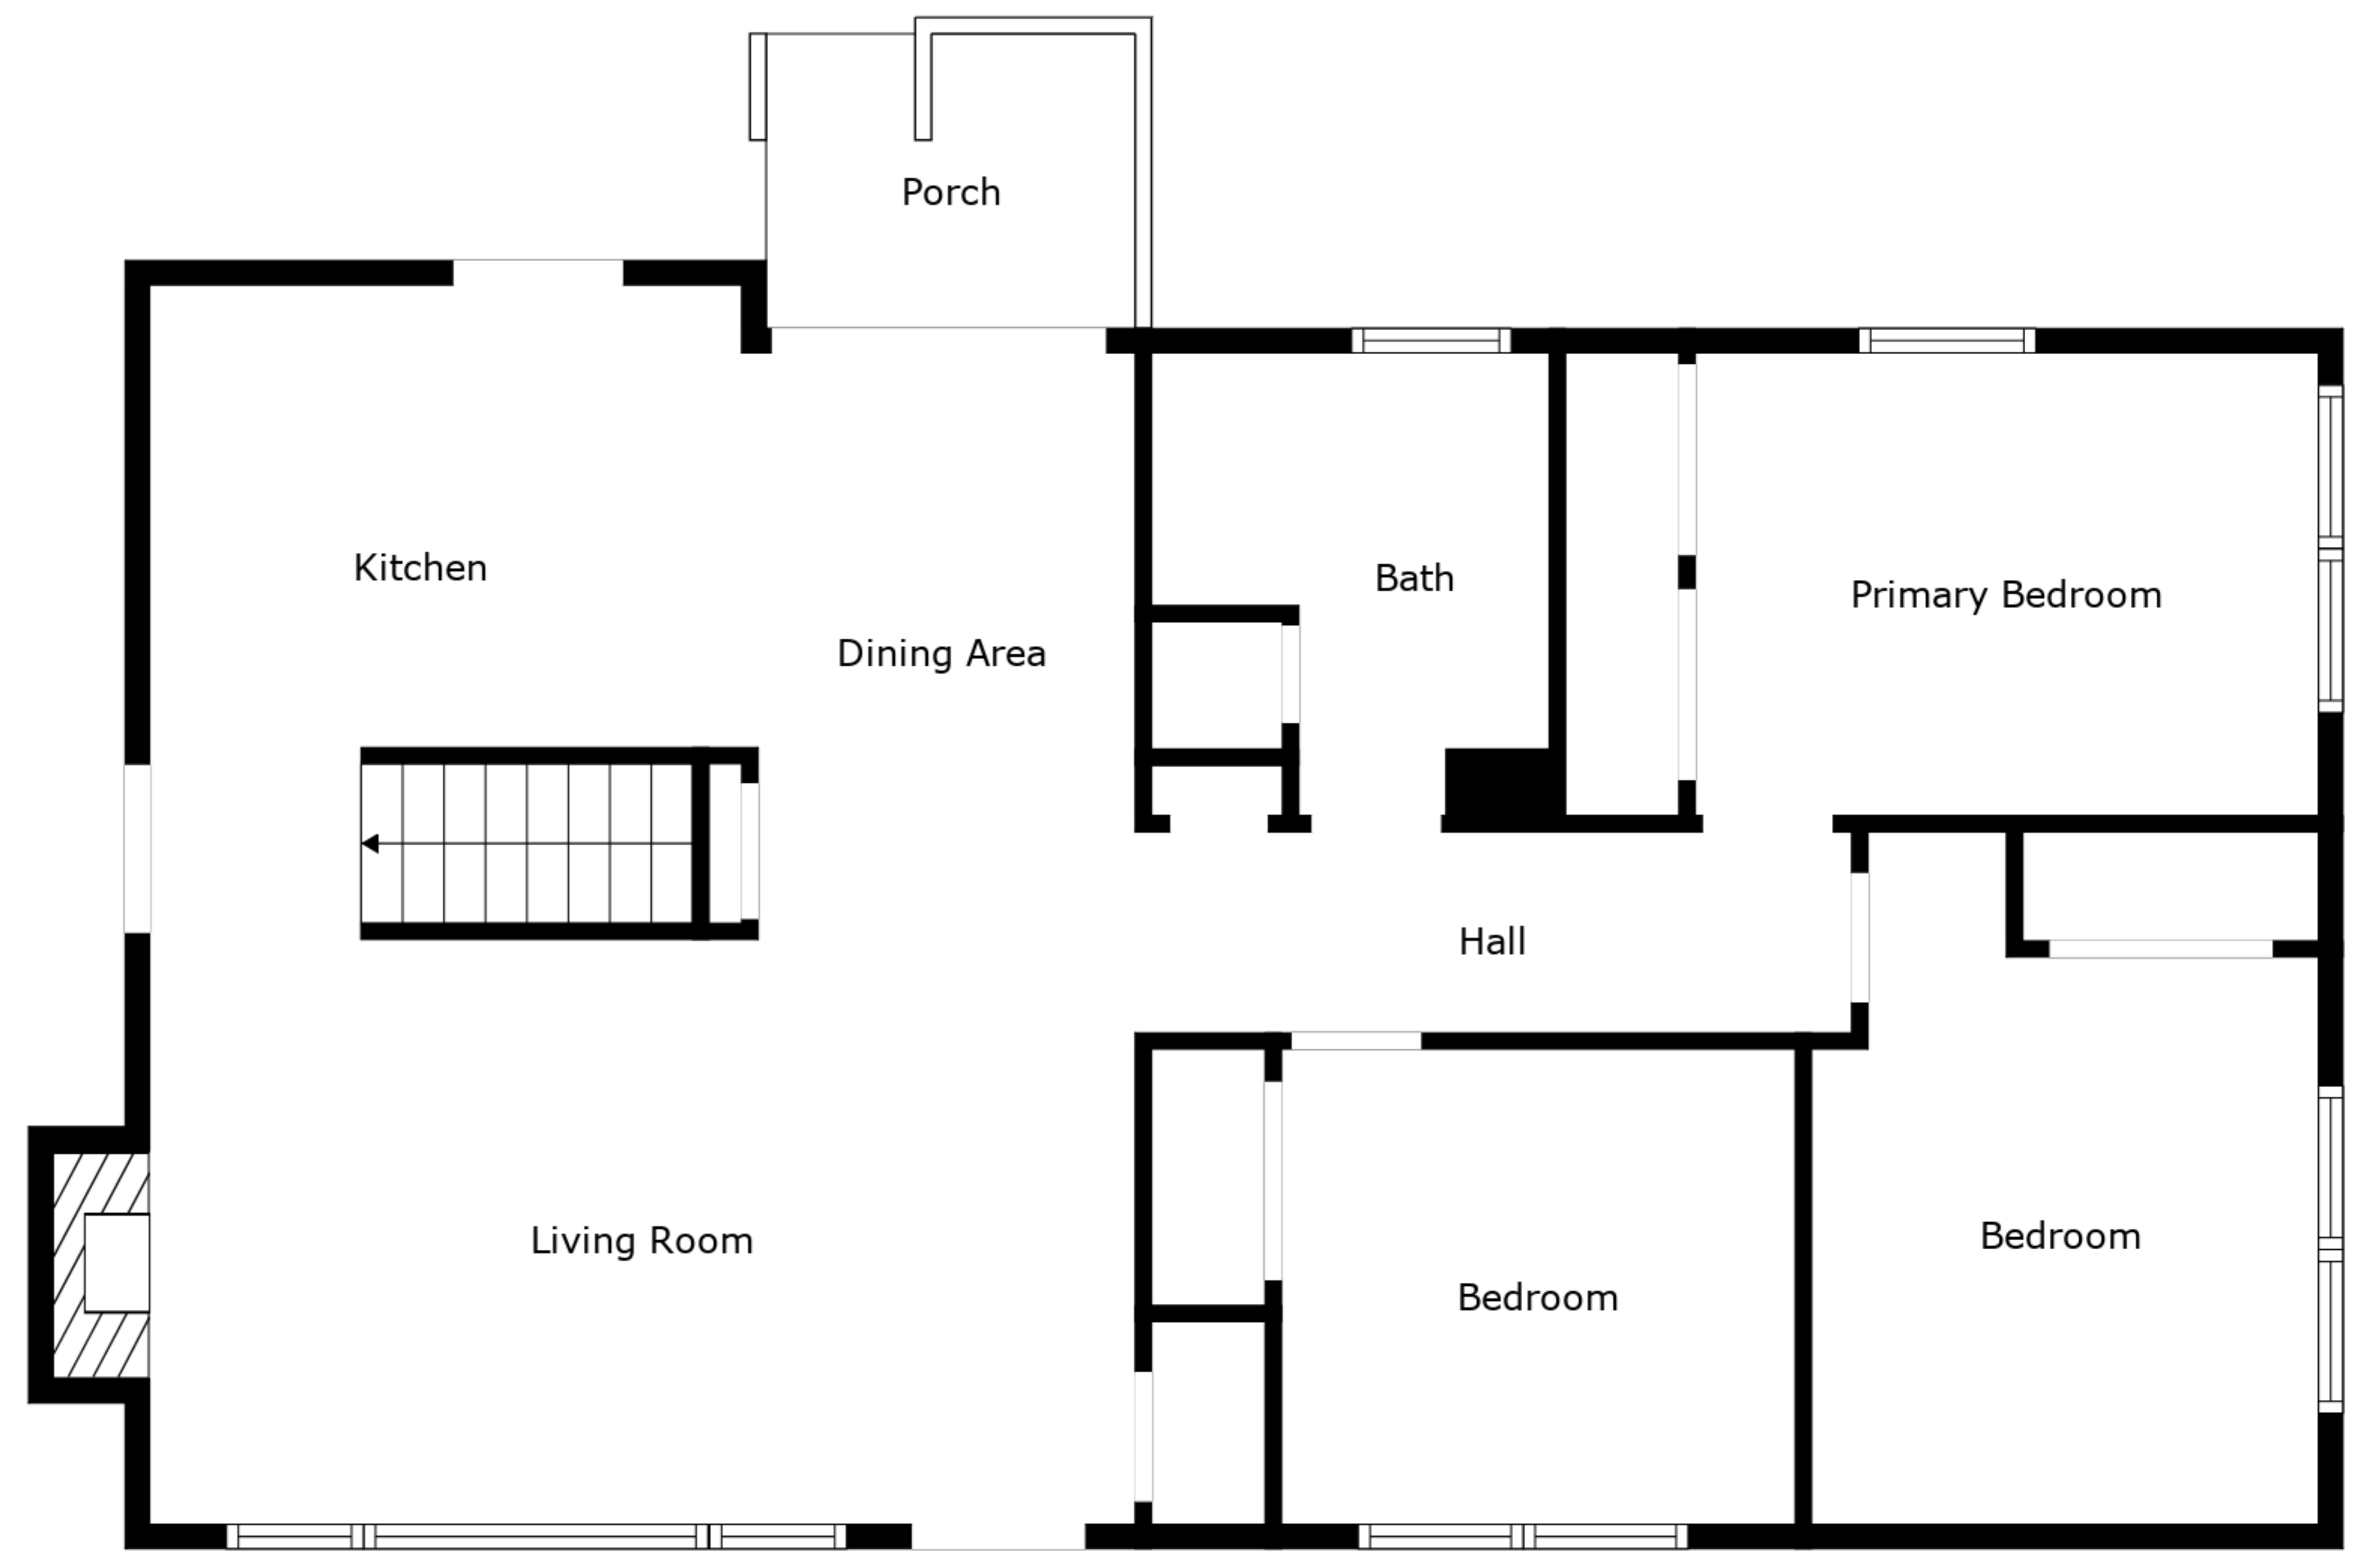 Porch
Kitchen
Bath
Primary Bedroom
Dining Area
Hall
Living Room
Bedroom
Bedroom